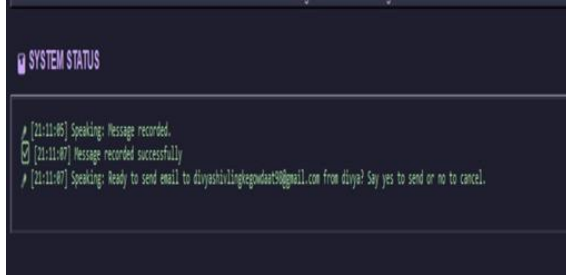 SYSTEM STATUS
[21:11:05] Speaking: Message recorded.
[21:11:07] Message recorded successfully
[21:11:07] Speaking: Ready to send email to divyashivlingkegowdaat98@gmail.com from divya? Say yes to send or no to cancel.